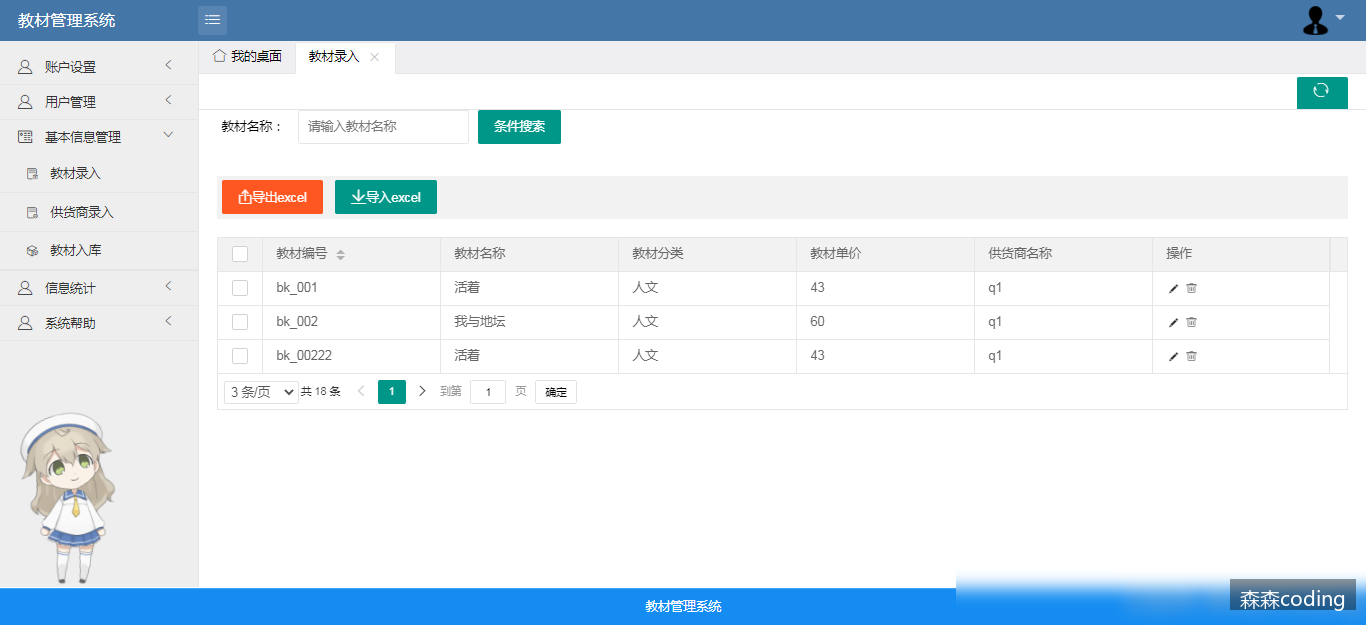 教材管理系统
账户设置
用户管理
基本信息管理
教材录入
供货商录入
教材入库
信息统计
系统帮助
我的桌面 教材录入
教材名称： 请输入教材名称 条件搜索
导出excel 导入excel
教材编号 教材名称 教材分类 教材单价 供货商名称 操作
bk_001 活着 人文 43 q1
bk_002 我与地坛 人文 60 q1
bk_00222 活着 人文 43 q1
3 条/页 共 18 条 1 到第 1 页 确定
教材管理系统
森森coding